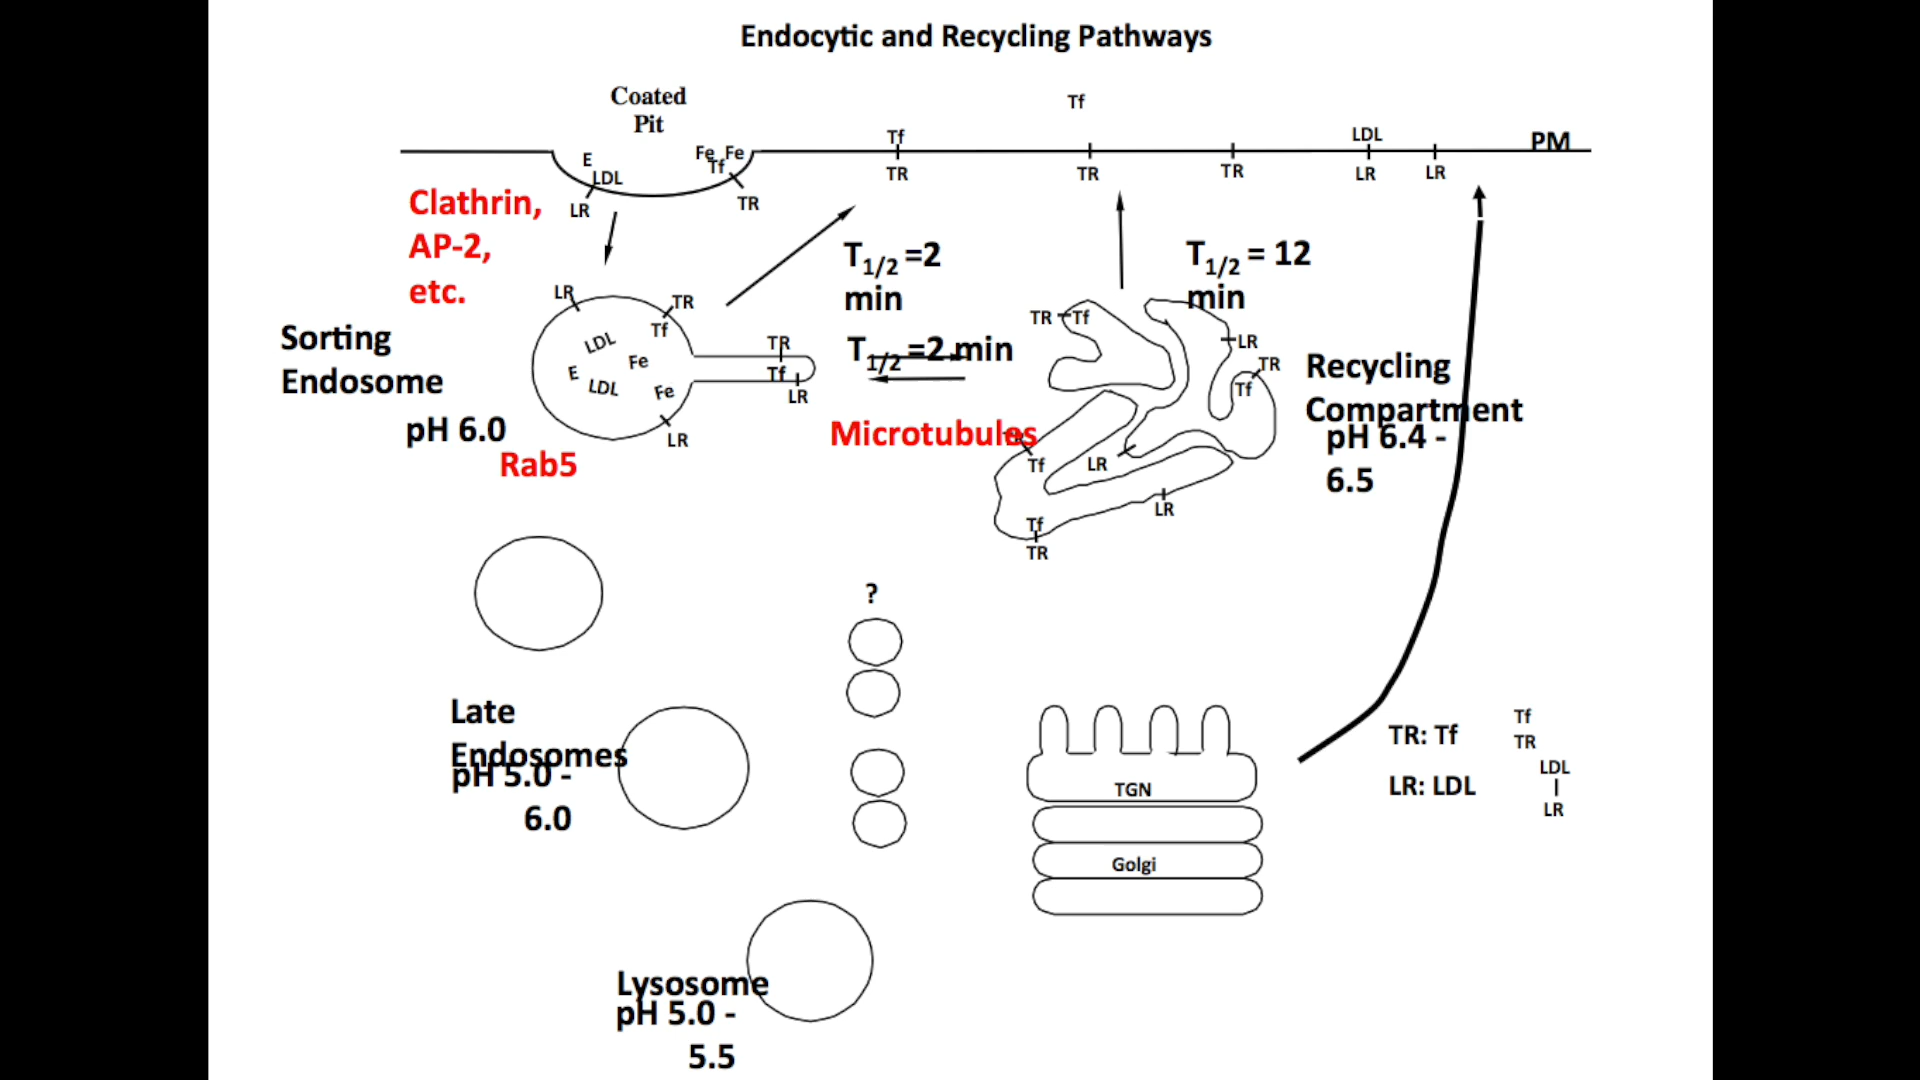 Endocytic and Recycling Pathways
Coated
Pit
Tf
Tf
LDL
PM
E
LDL
Fe Fe
Tf
TR
TR
TR
LR
LR
LR
TR
Clathrin,
AP-2,
etc.
T1/2 =2
min
T1/2 = 12
min
LR
TR
Tf
LDL
Fe
E
LDL
Fe
LR
TR
Tf
LR
Sorting
Endosome
pH 6.0
Rab5
T1/2 =2 min
Microtubules
TR
Tf
LR
TR
Tf
Tf
LR
LR
Tf
TR
Recycling
Compartment
pH 6.4 -
6.5
?
Late
Endosomes
pH 5.0 -
6.0
TGN
Golgi
TR: Tf
Tf
TR
LR: LDL
LDL
LR
Lysosome
pH 5.0 -
5.5